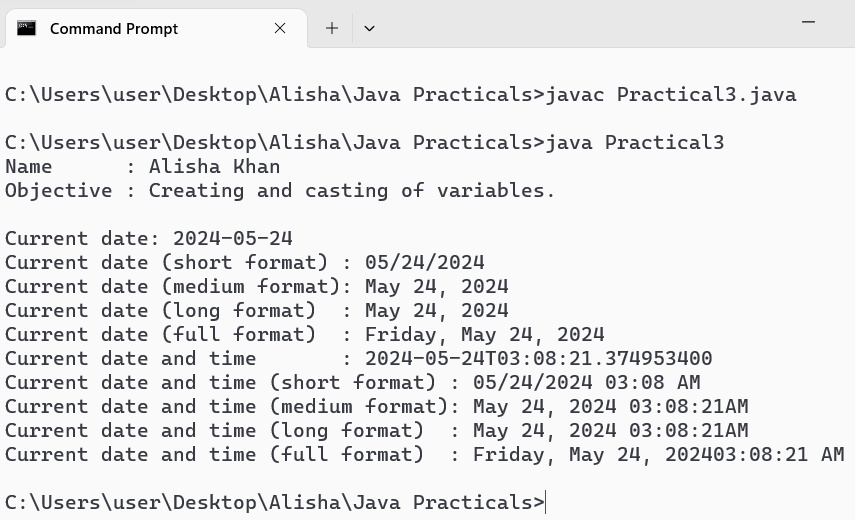 Command Prompt
C:\Users\user\Desktop\Alisha\Java Practicals>javac Practical3.java
C:\Users\user\Desktop\Alisha\Java Practicals>java Practical3
Name      : Alisha Khan
Objective : Creating and casting of variables.
Current date: 2024-05-24
Current date (short format) : 05/24/2024
Current date (medium format): May 24, 2024
Current date (long format)  : May 24, 2024
Current date (full format)  : Friday, May 24, 2024
Current date and time       : 2024-05-24T03:08:21.374953400
Current date and time (short format) : 05/24/2024 03:08 AM
Current date and time (medium format): May 24, 2024 03:08:21AM
Current date and time (long format)  : May 24, 2024 03:08:21AM
Current date and time (full format)  : Friday, May 24, 202403:08:21 AM
C:\Users\user\Desktop\Alisha\Java Practicals>